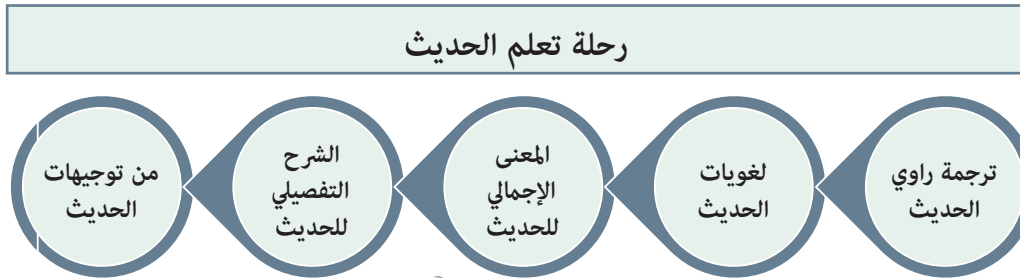 رحلة تعلم الحديث
ترجمة راوي
الحديث
لغويات
الحديث
المعنى
الإجمالي
للحديث
الشرح
التفصيلي
للحديث
من توجيهات
الحديث